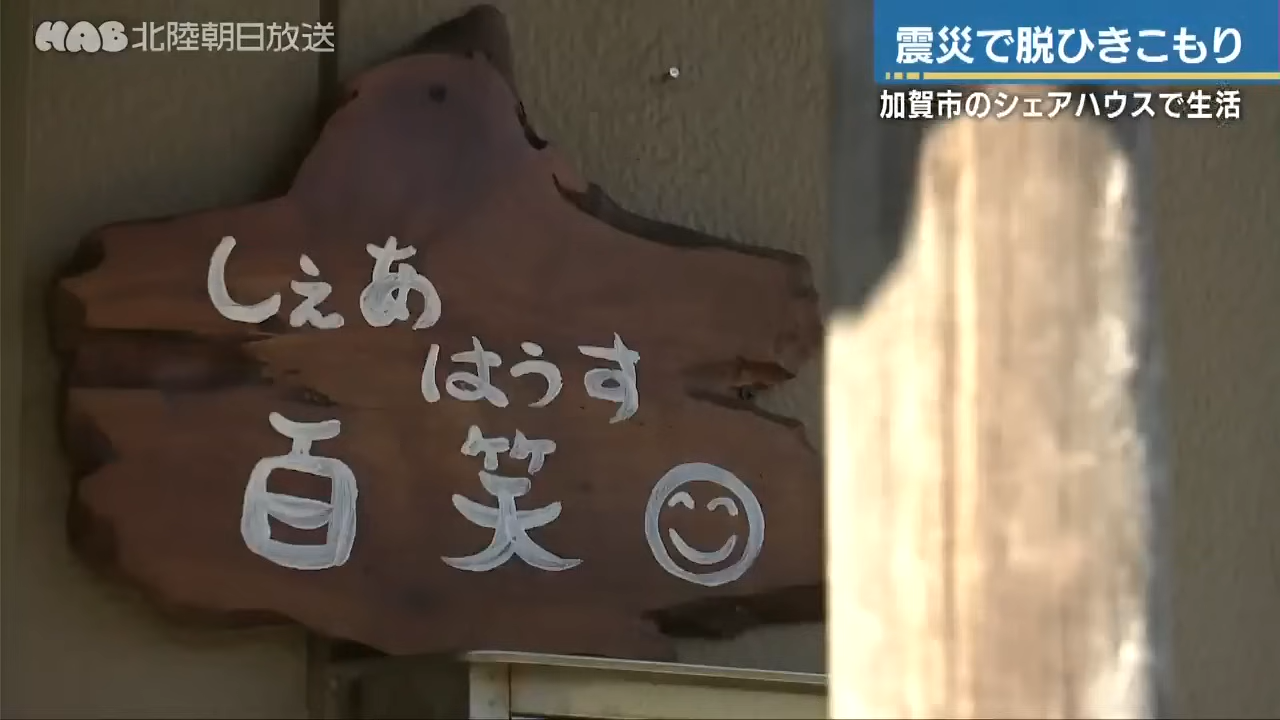 HAB北陸朝日放送
震災で脱ひきこもり
加賀市のシェアハウスで生活
しぇあ
はうす
百笑